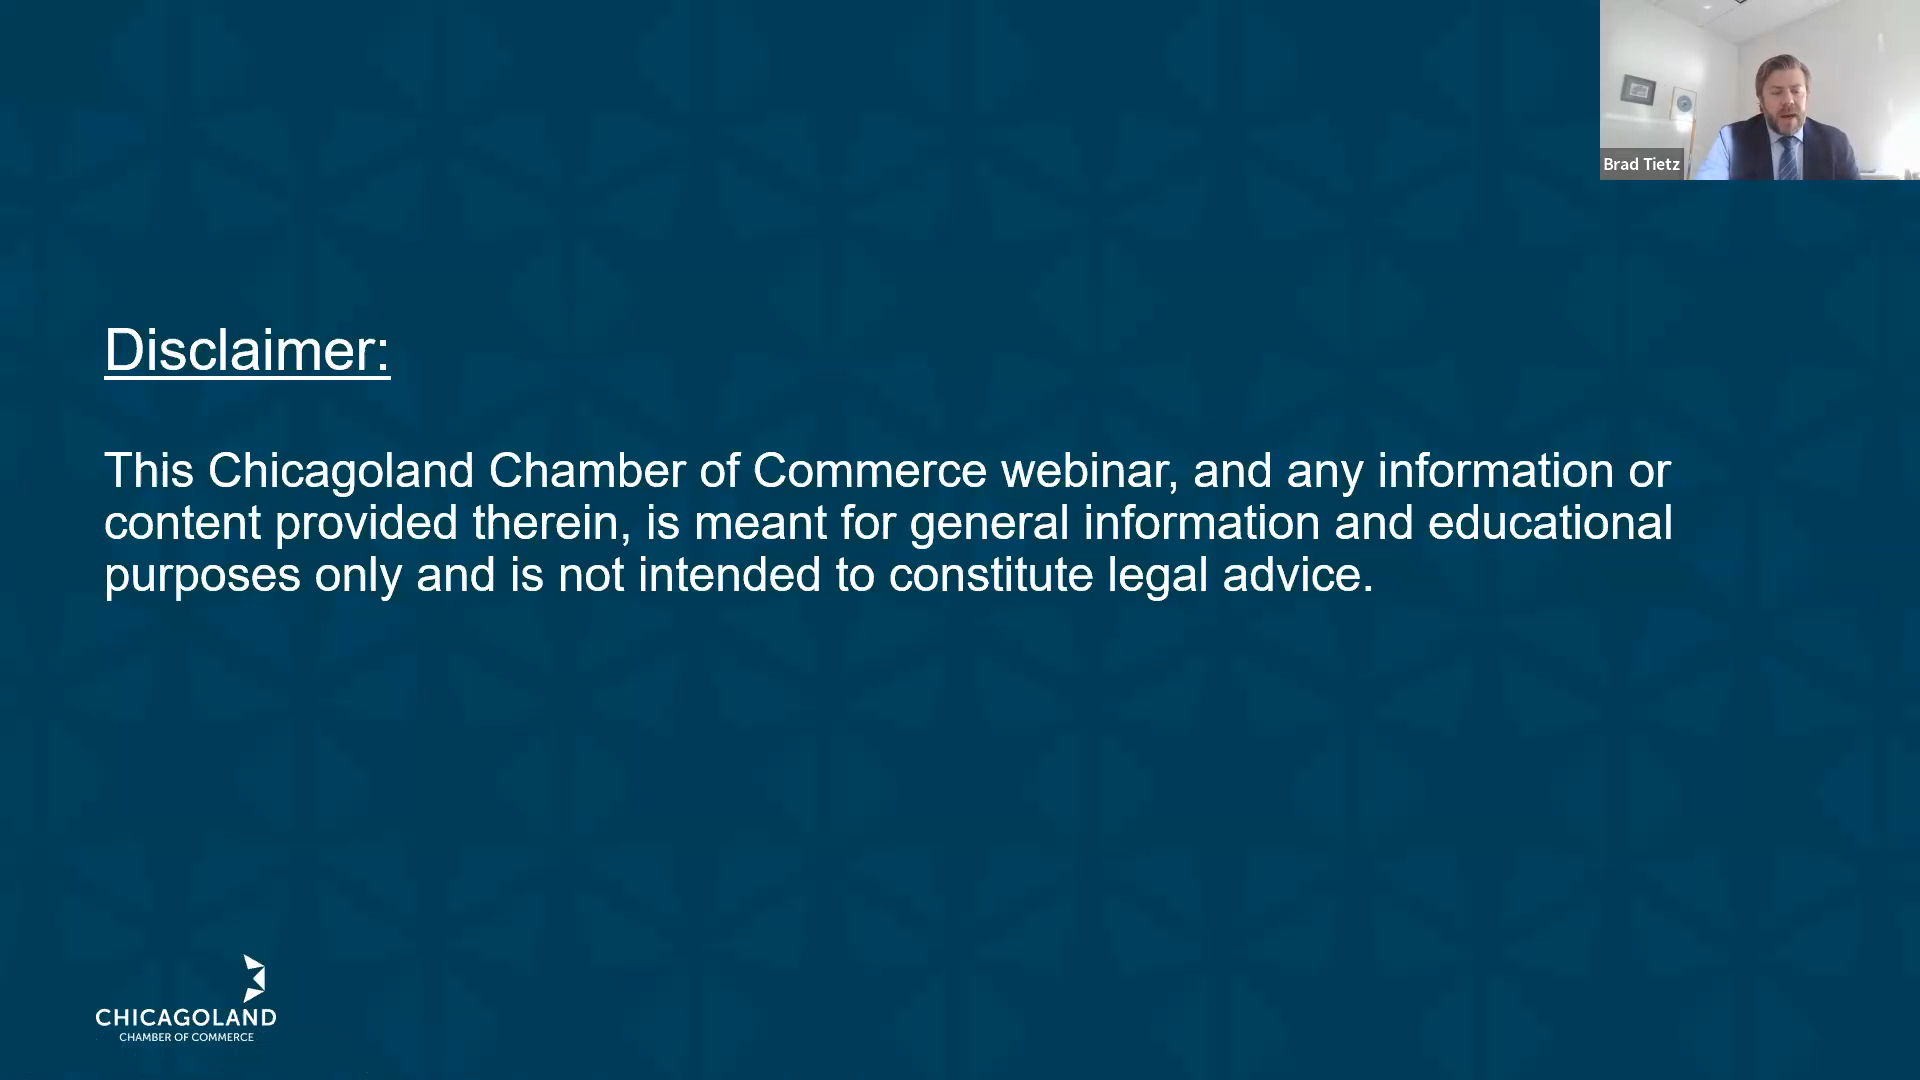 Brad Tietz
Disclaimer:
This Chicagoland Chamber of Commerce webinar, and any information or
content provided therein, is meant for general information and educational
purposes only and is not intended to constitute legal advice.
CHICAGOLAND
CHAMBER OF COMMERCE